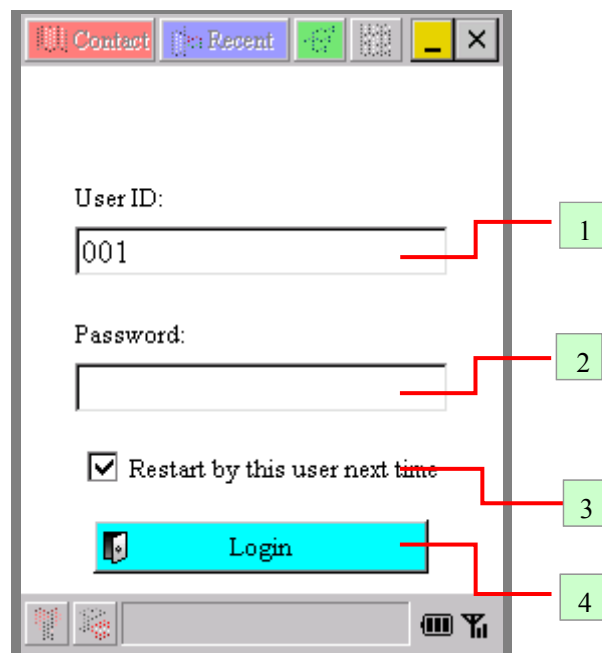 Contact Recent
User ID:
001
1
Password:
2
Restart by this user next time
3
Login
4